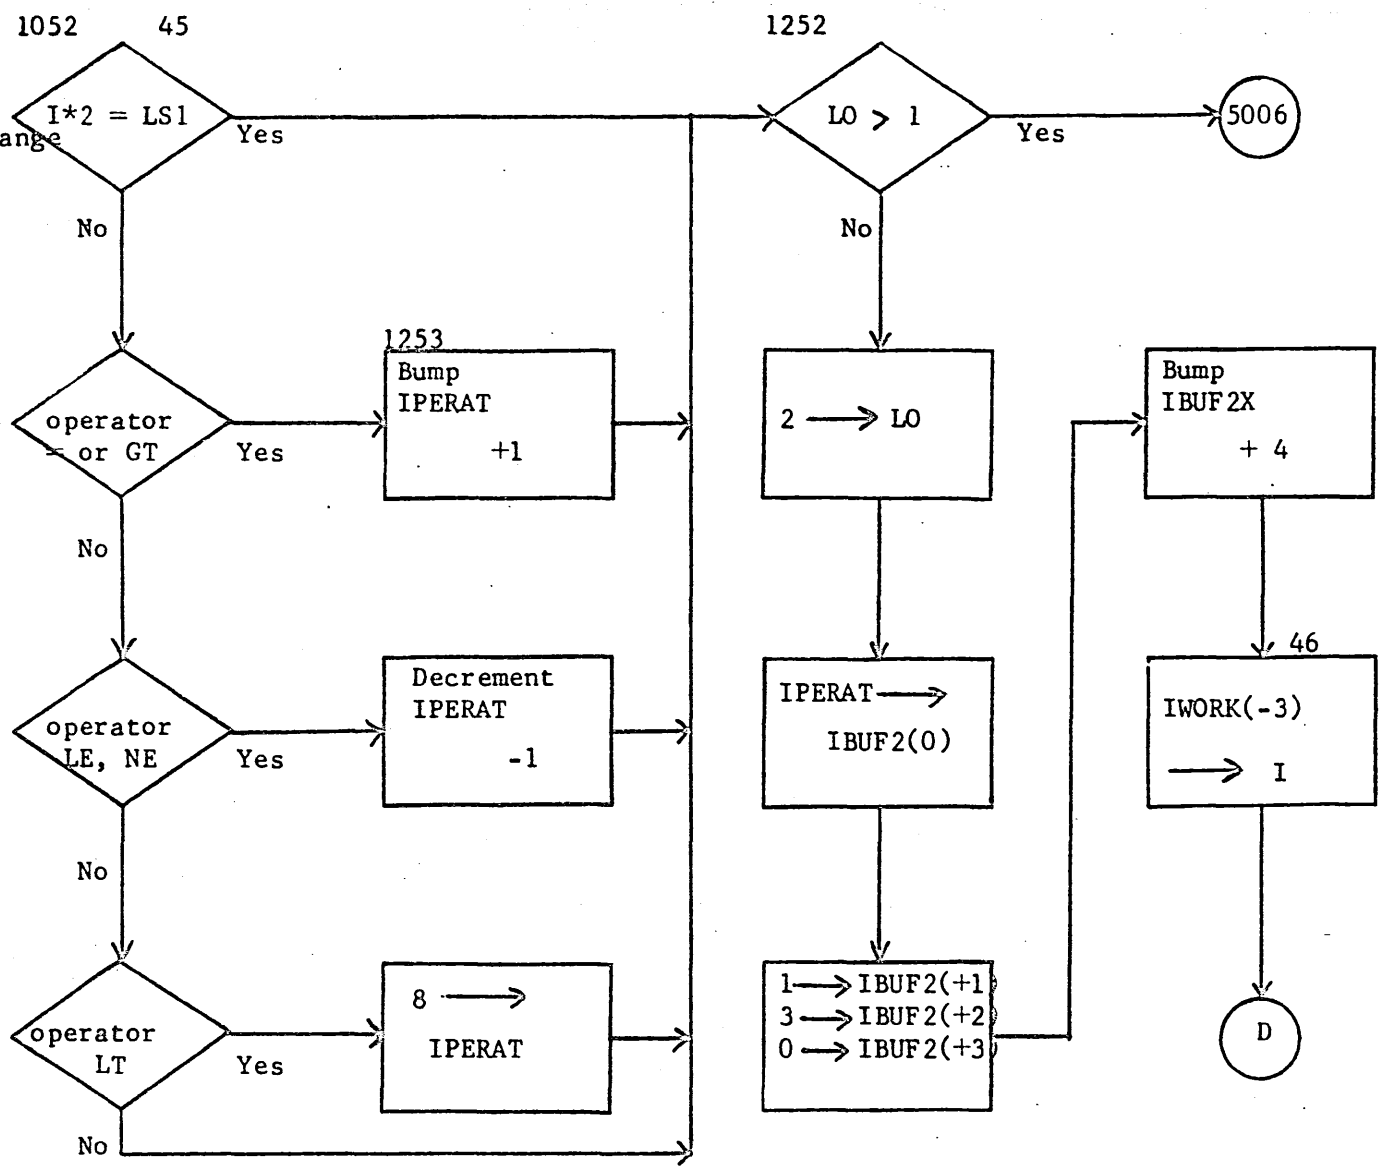 1052 45
I*2 = LS1
ange
Yes
No
operator
= or GT
Yes
No
operator
LE, NE
Yes
No
operator
LT
Yes
No
1253
Bump
IPERAT
+1
Decrement
IPERAT
-1
8 →
IPERAT
1252
LO > 1
Yes
5006
No
2 → LO
IPERAT →
IBUF2(0)
1 → IBUF2(+1)
3 → IBUF2(+2)
0 → IBUF2(+3)
Bump
IBUF2X
+ 4
46
IWORK(-3)
→ I
D